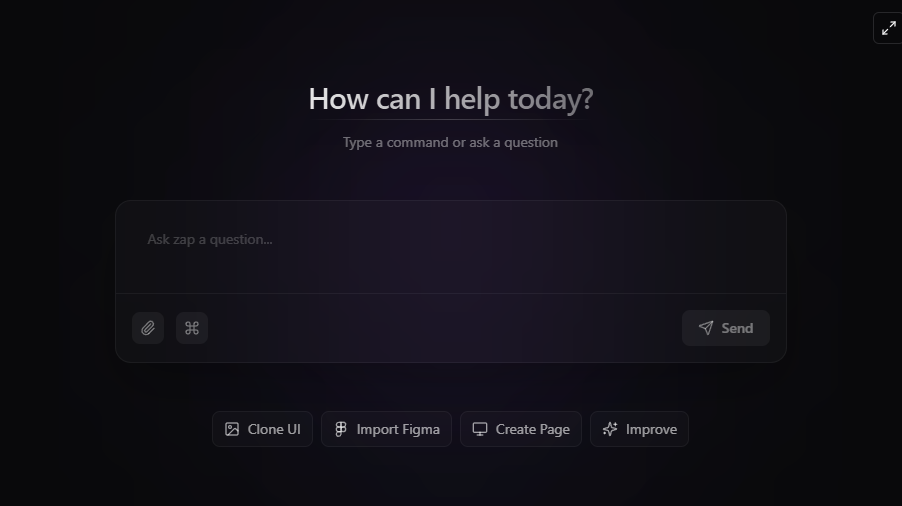 How can I help today?
Type a command or ask a question
Ask zap a question...
Send
Clone UI
Import Figma
Create Page
Improve